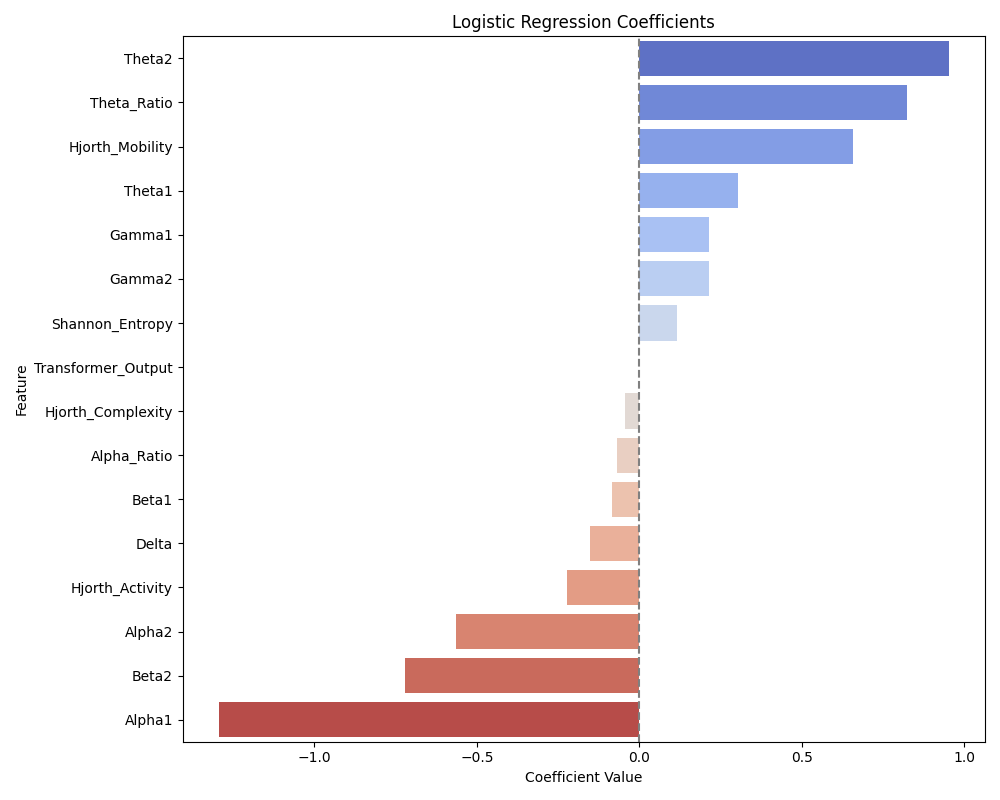 Logistic Regression Coefficients
Theta2
Theta_Ratio
Hjorth_Mobility
Theta1
Gamma1
Gamma2
Shannon_Entropy
Transformer_Output
Hjorth_Complexity
Alpha_Ratio
Beta1
Delta
Hjorth_Activity
Alpha2
Beta2
Alpha1
Feature
−1.0
−0.5
0.0
0.5
1.0
Coefficient Value